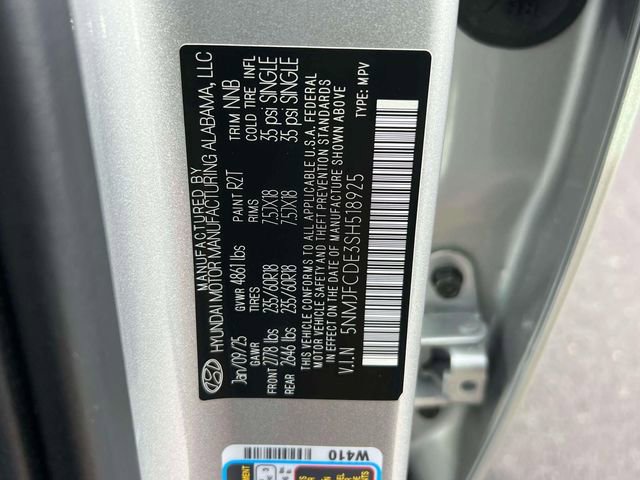 MANUFACTURED BY
HYUNDAI MOTOR MANUFACTURING ALABAMA, LLC
Jan/09/25 GVWR 4861 lbs PAINT R2T TRIM NNB
GAWR TIRES RIMS COLD TIRE INFL
FRONT 2778 lbs 235/60R18 7.5JX18 35 psi SINGLE
REAR 2646 lbs 235/60R18 7.5JX18 35 psi SINGLE
THIS VEHICLE CONFORMS TO ALL APPLICABLE U.S.A. FEDERAL
MOTOR VEHICLE SAFETY, AND THEFT PREVENTION STANDARDS
IN EFFECT ON THE DATE OF MANUFACTURE SHOWN ABOVE
V.I.N 5NMJFCDE3SH518925
TYPE: MPV
W410